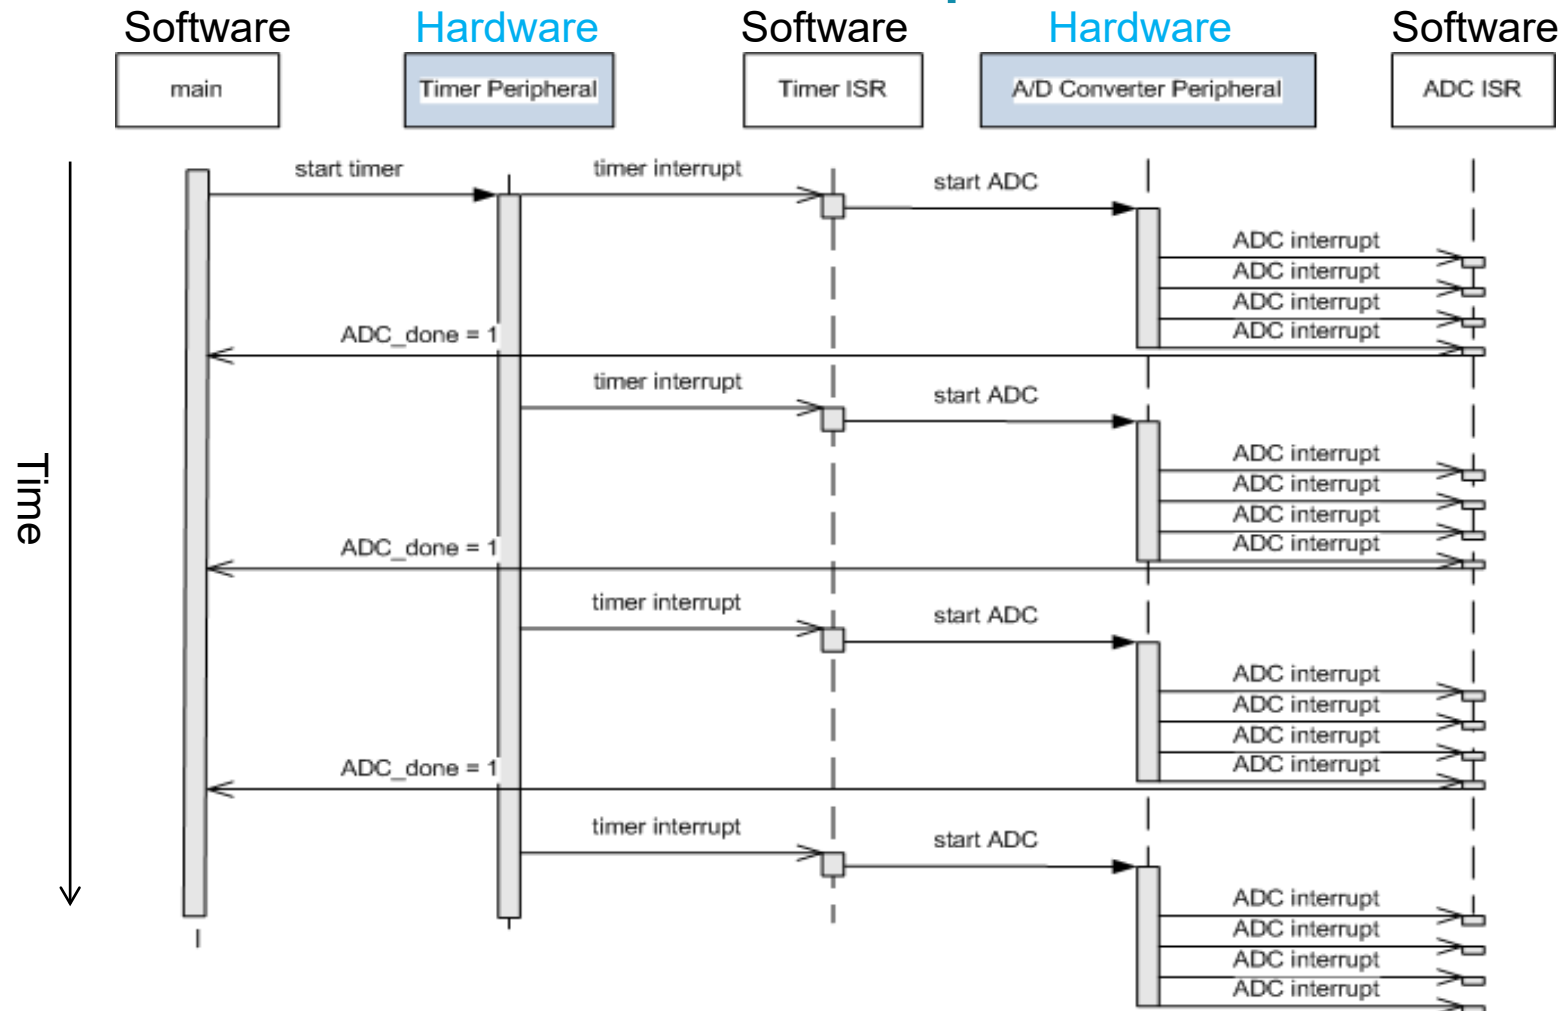 Software Hardware Software Hardware Software
main Timer Peripheral Timer ISR A/D Converter Peripheral ADC ISR
start timer timer interrupt start ADC
ADC interrupt
ADC interrupt
ADC interrupt
ADC_done = 1 ADC interrupt
timer interrupt start ADC
ADC interrupt
ADC interrupt
ADC interrupt
ADC_done = 1 ADC interrupt
timer interrupt start ADC
ADC interrupt
ADC interrupt
ADC interrupt
ADC_done = 1 ADC interrupt
timer interrupt start ADC
ADC interrupt
ADC interrupt
ADC interrupt
ADC interrupt
Time